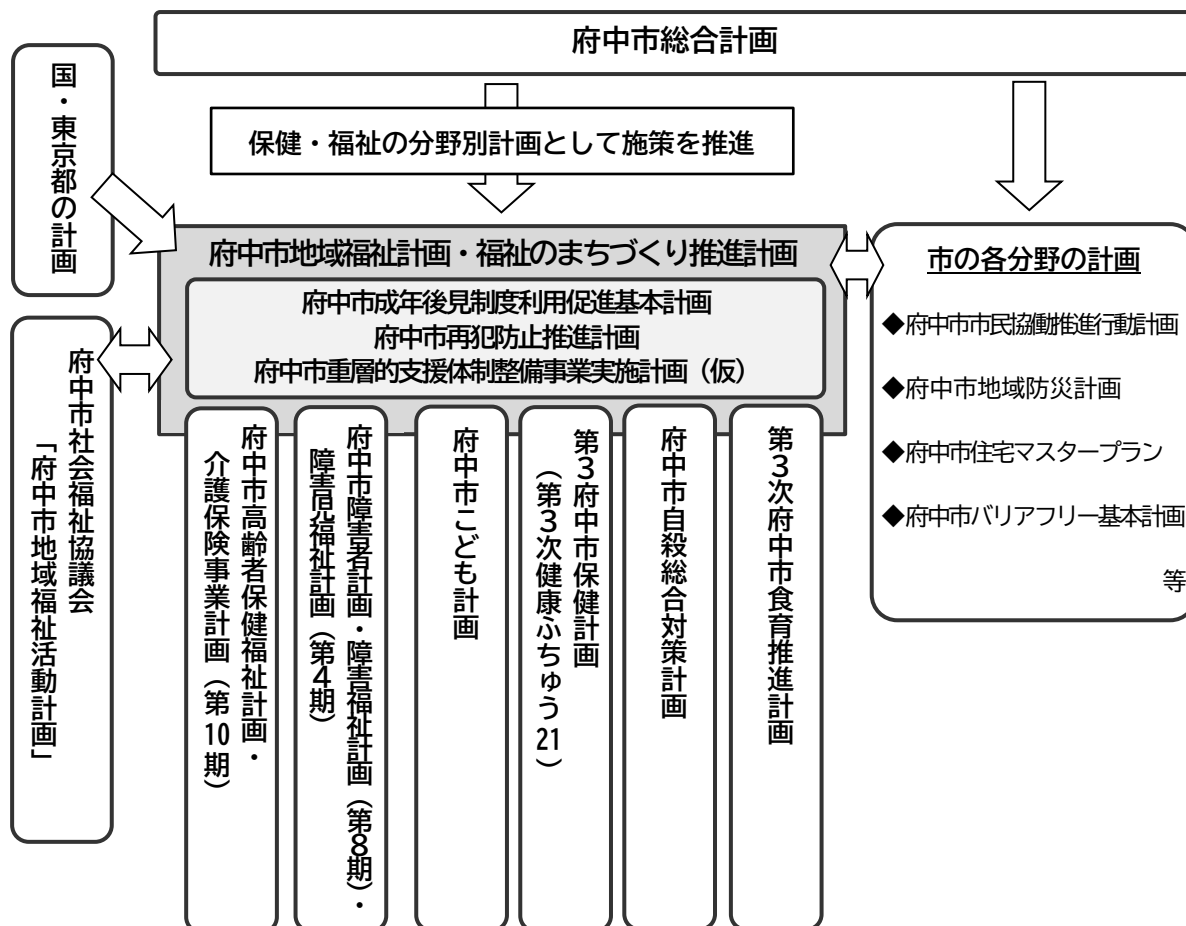 府中市総合計画
国・東京都の計画
保健・福祉の分野別計画として施策を推進
府中市地域福祉計画・福祉のまちづくり推進計画
府中市成年後見制度利用促進基本計画
府中市再犯防止推進計画
府中市重層的支援体制整備事業実施計画（仮）
市の各分野の計画
◆府中市市民協働推進行動計画
◆府中市地域防災計画
◆府中市住宅マスタープラン
◆府中市バリアフリー基本計画
等
府中市社会福祉協議会
「府中市地域福祉活動計画」
府中市高齢者保健福祉計画・
介護保険事業計画（第10期）
府中市障害者計画・障害福祉計画（第8期）・
障害児福祉計画（第4期）
府中市こども計画
第3府中市保健計画
（第3次健康ふちゅう21）
府中市自殺総合対策計画
第3次府中市食育推進計画